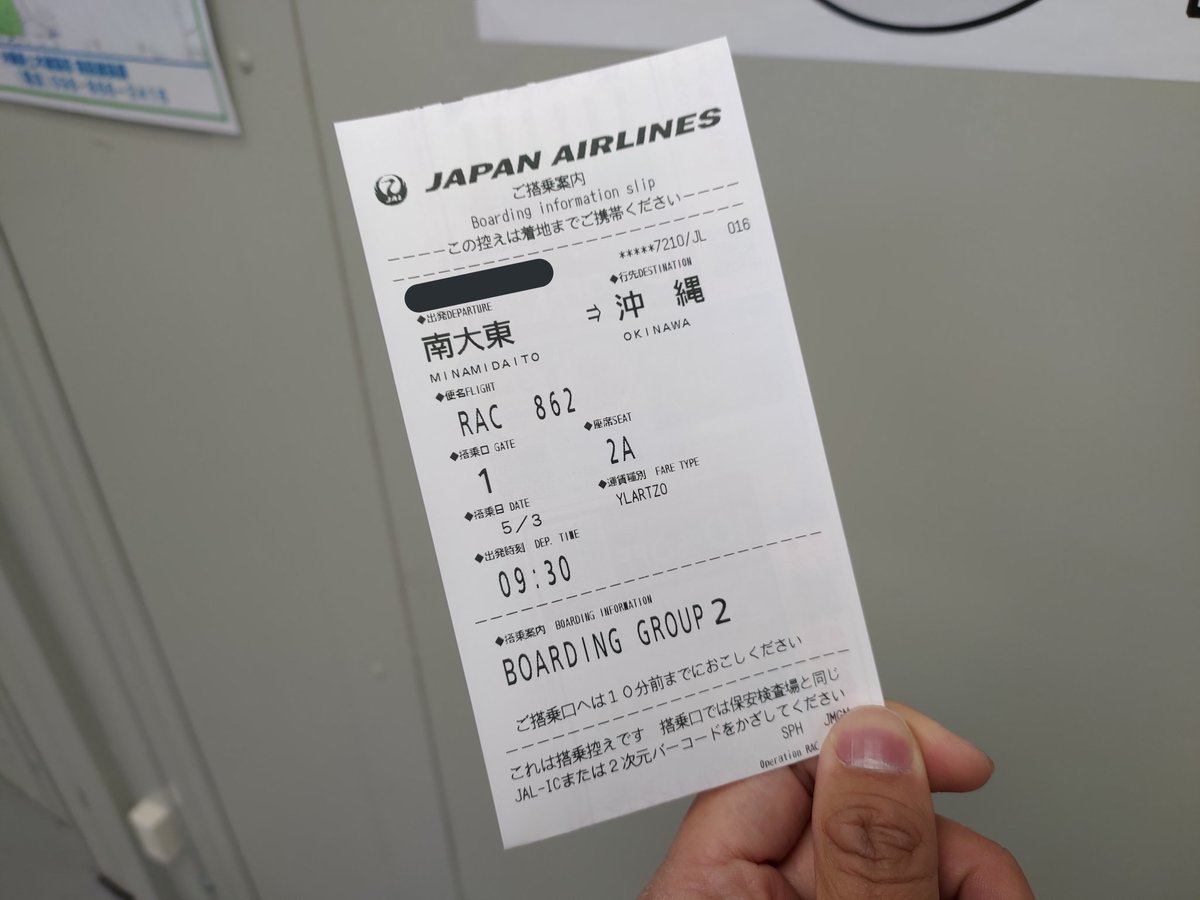 JAL
JAPAN AIRLINES
ご搭乗案内
Boarding information slip
----この控えは着地までご携帯ください----
*****7210/JL 016
◆出発DEPARTURE
◆行先DESTINATION
南大東 ⇒ 沖 縄
MINAMIDAITO
OKINAWA
◆便名FLIGHT
RAC 862
◆搭乗口 GATE
◆座席SEAT
1
2A
◆搭乗日 DATE
◆運賃種別 FARE TYPE
5/3
YLARTZO
◆出発時刻 DEP. TIME
09:30
◆搭乗案内 BOARDING INFORMATION
BOARDING GROUP 2
ご搭乗口へは10分前までにおこしください
これは搭乗控えです 搭乗口では保安検査場と同じ
JAL-ICまたは2次元バーコードをかざしてください
SPH
Operation RAC